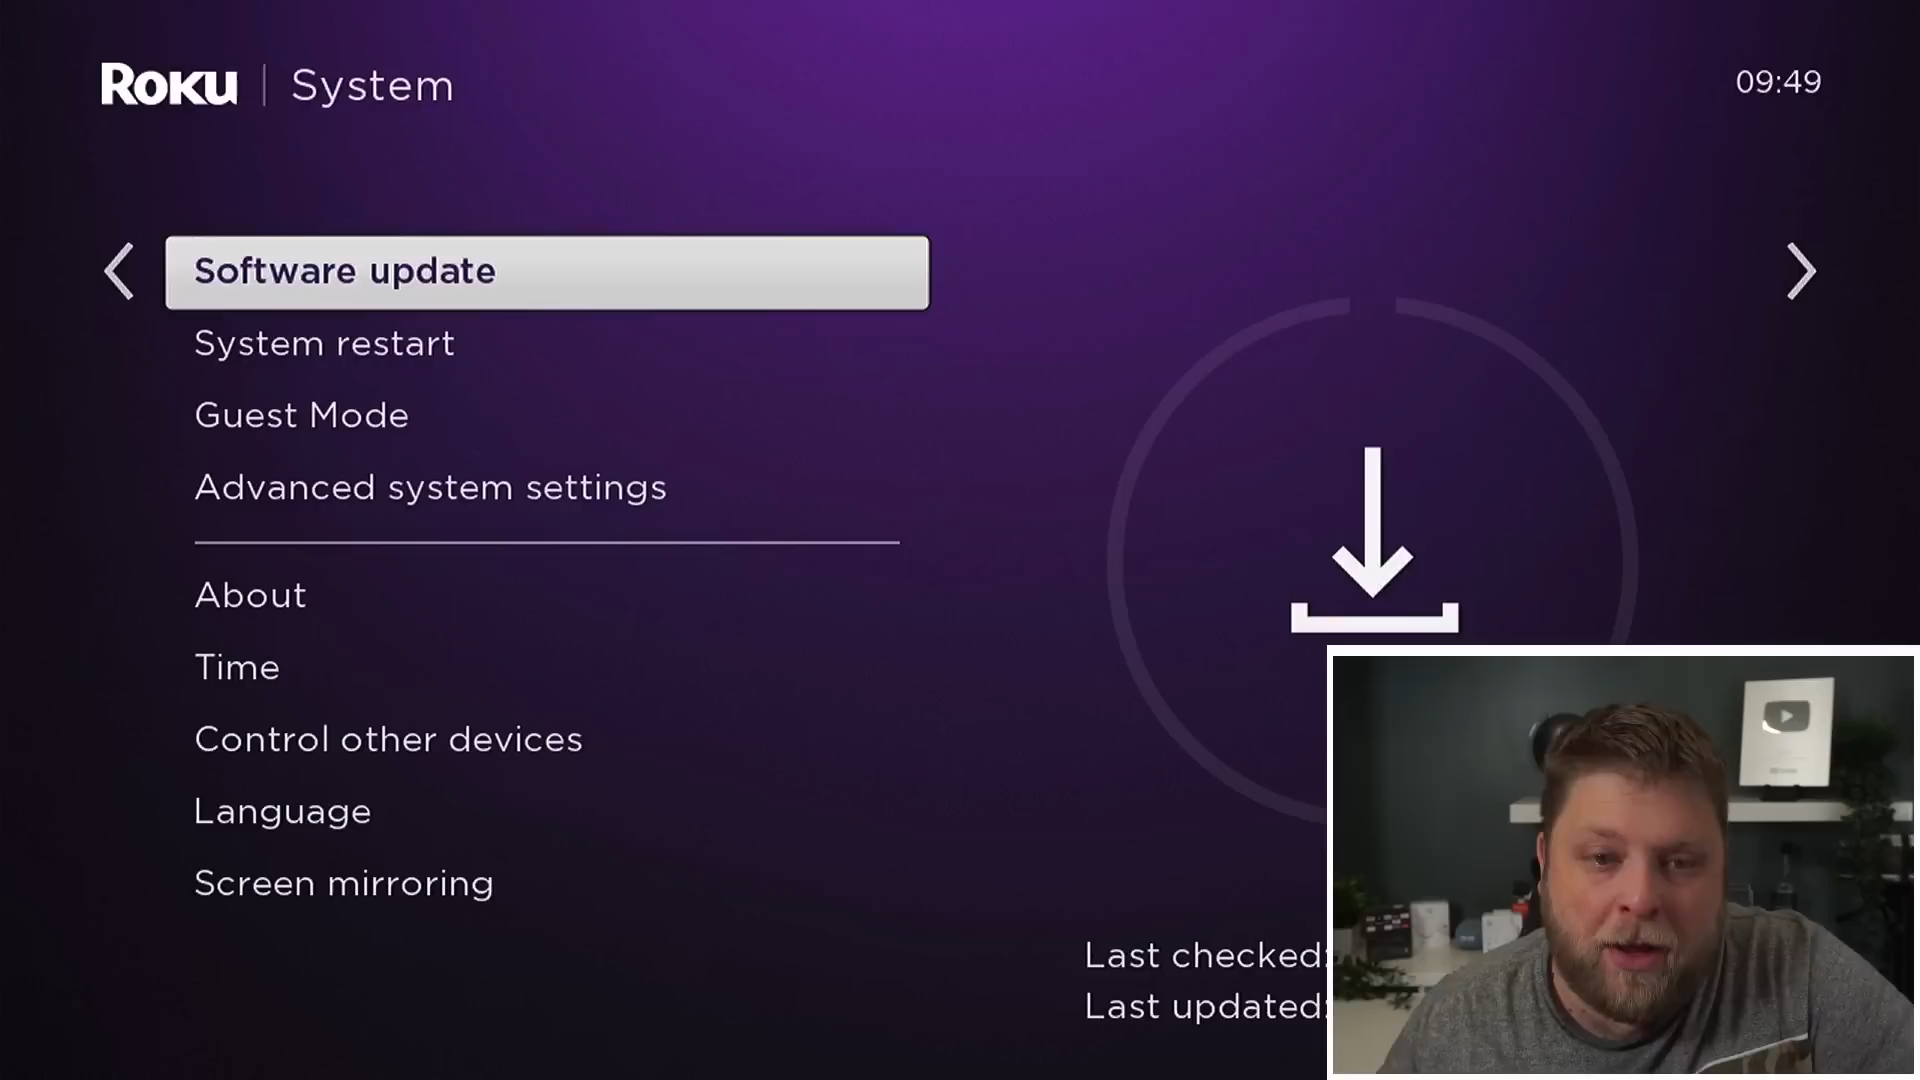 Roku
System
09:49
Software update
System restart
Guest Mode
Advanced system settings
About
Time
Control other devices
Language
Screen mirroring
Last checked:
Last updated: